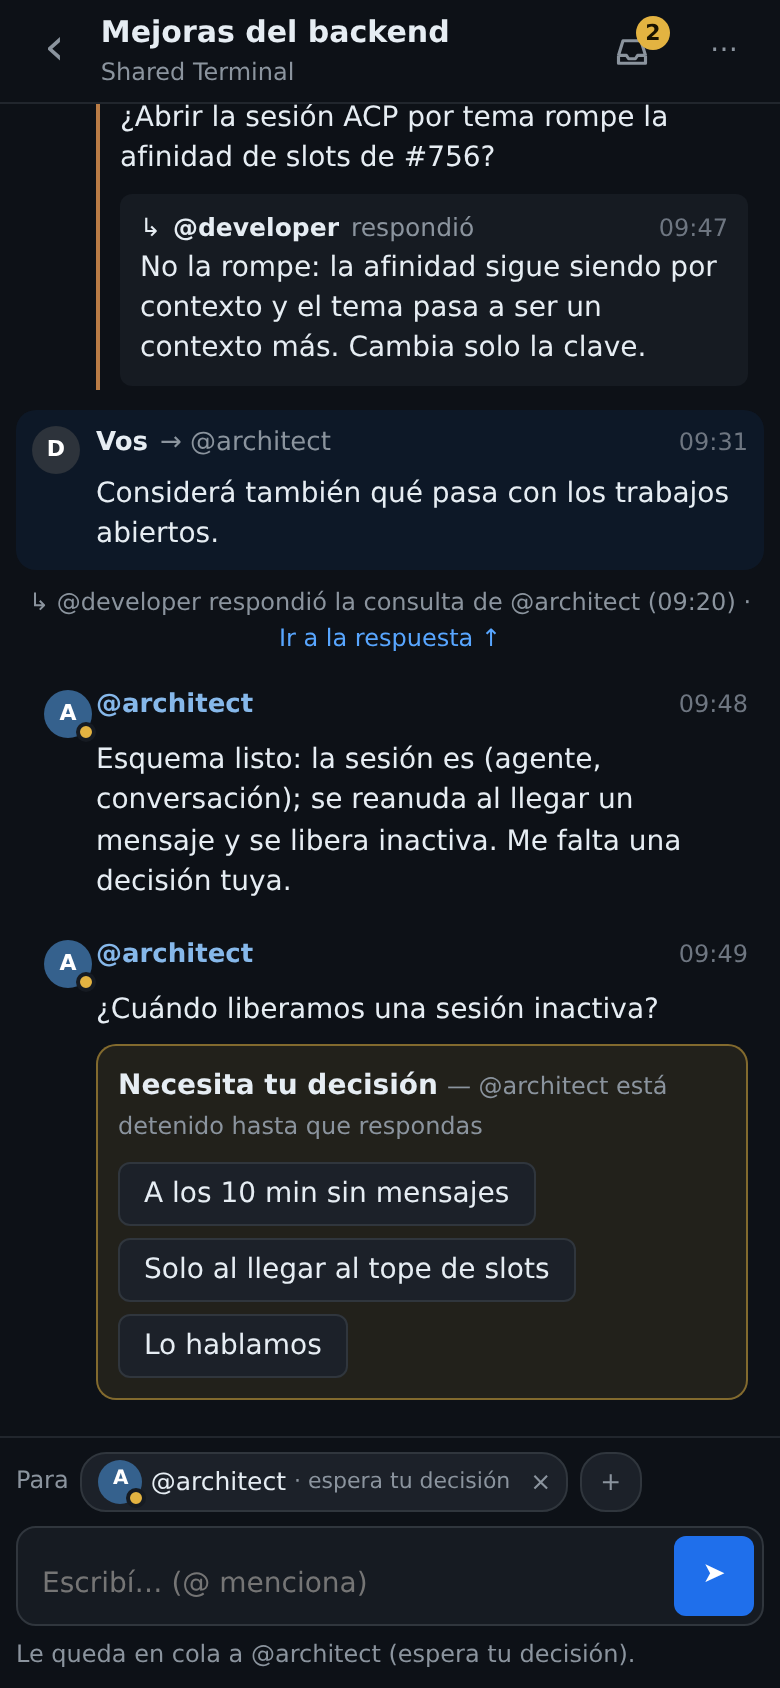 Mejoras del backend
Shared Terminal
2
¿Abrir la sesión ACP por tema rompe la
afinidad de slots de #756?
↳ @developer respondió 09:47
No la rompe: la afinidad sigue siendo por
contexto y el tema pasa a ser un
contexto más. Cambia solo la clave.
D Vos → @architect 09:31
Considerá también qué pasa con los trabajos
abiertos.
↳ @developer respondió la consulta de @architect (09:20) ·
Ir a la respuesta ↑
A @architect 09:48
Esquema listo: la sesión es (agente,
conversación); se reanuda al llegar un
mensaje y se libera inactiva. Me falta una
decisión tuya.
A @architect 09:49
¿Cuándo liberamos una sesión inactiva?
Necesita tu decisión — @architect está
detenido hasta que respondas
A los 10 min sin mensajes
Solo al llegar al tope de slots
Lo hablamos
Para A @architect · espera tu decisión × +
Escribí... (@ menciona)
Le queda en cola a @architect (espera tu decisión).